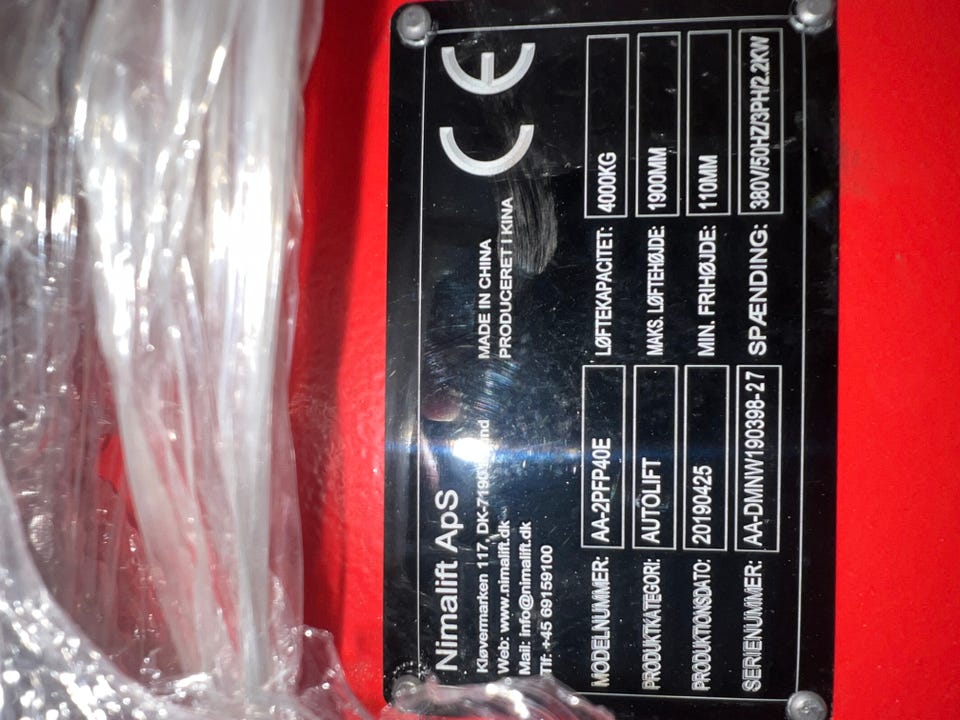 Nimalift ApS
Kløvermarken 117, DK-7190
Web: www.nimalift.dk
Mail: info@nimalift.dk
Tlf: +45 69159100
MADE IN CHINA
PRODUCERET I KINA
CE
MODELNUMMER: AA-2PFP40E
PRODUKTKATEGORI: AUTOLIFT
PRODUKTIONSDATO: 20190425
SERIENUMMER: AA-DMNW190398-27
LØFTEKAPACITET: 4000KG
MAKS. LØFTEHØJDE: 1900MM
MIN. FRIHØJDE: 110MM
SPÆNDING: 380V/50HZ/3PH/2.2KW